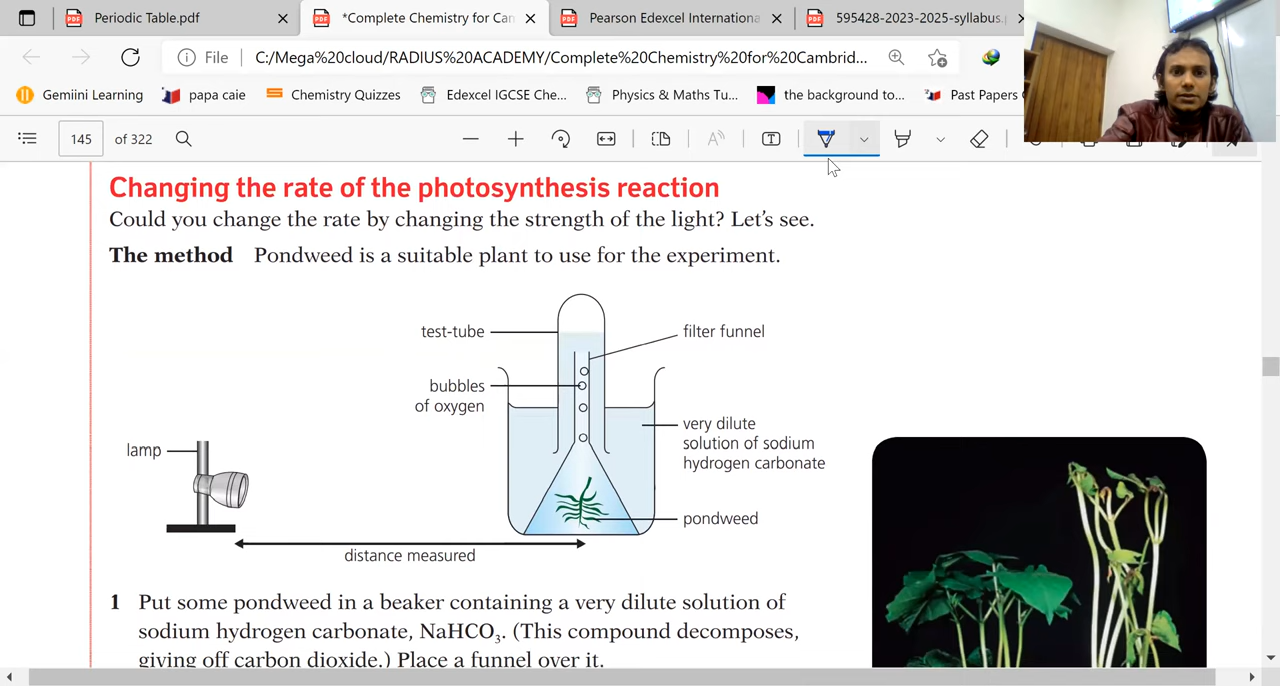 Periodic Table.pdf
*Complete Chemistry for Can
Pearson Edexcel Internationa
595428-2023-2025-syllabus.
File
C:/Mega%20cloud/RADIUS%20ACADEMY/Complete%20Chemistry%20for%20Cambrid...
Gemiini Learning
papa caie
Chemistry Quizzes
Edexcel IGCSE Che...
Physics & Maths Tu...
the background to...
Past Papers
145 of 322
Changing the rate of the photosynthesis reaction
Could you change the rate by changing the strength of the light? Let's see.
The method Pondweed is a suitable plant to use for the experiment.
test-tube
filter funnel
bubbles
of oxygen
very dilute
solution of sodium
hydrogen carbonate
lamp
pondweed
distance measured
1 Put some pondweed in a beaker containing a very dilute solution of
sodium hydrogen carbonate, NaHCO₃. (This compound decomposes,
giving off carbon dioxide.) Place a funnel over it.